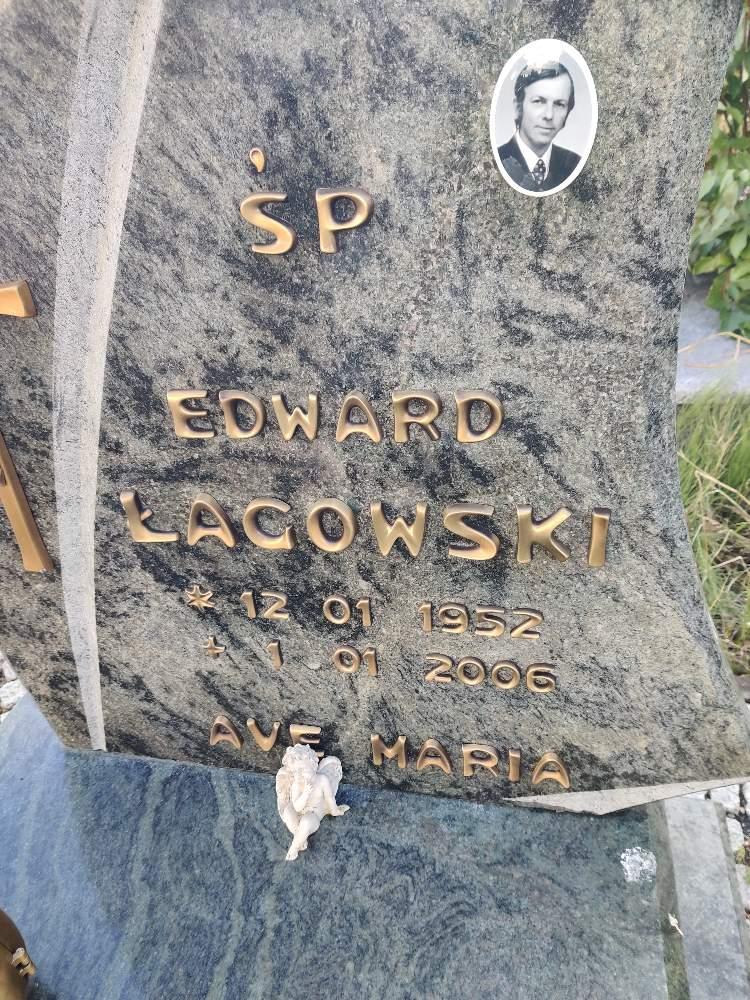 ŚP
EDWARD
ŁAGOWSKI
* 12 01 1952
+ 1 01 2006
AVE MARIA